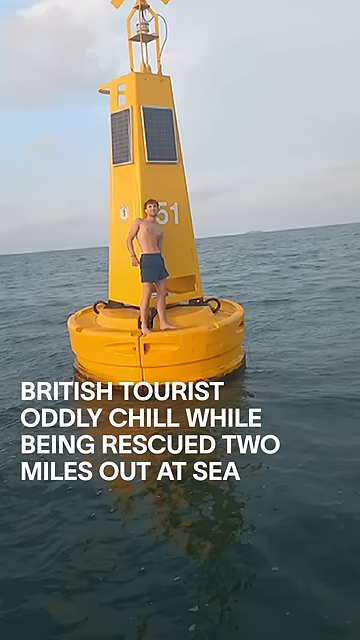 51
BRITISH TOURIST
ODDLY CHILL WHILE
BEING RESCUED TWO
MILES OUT AT SEA